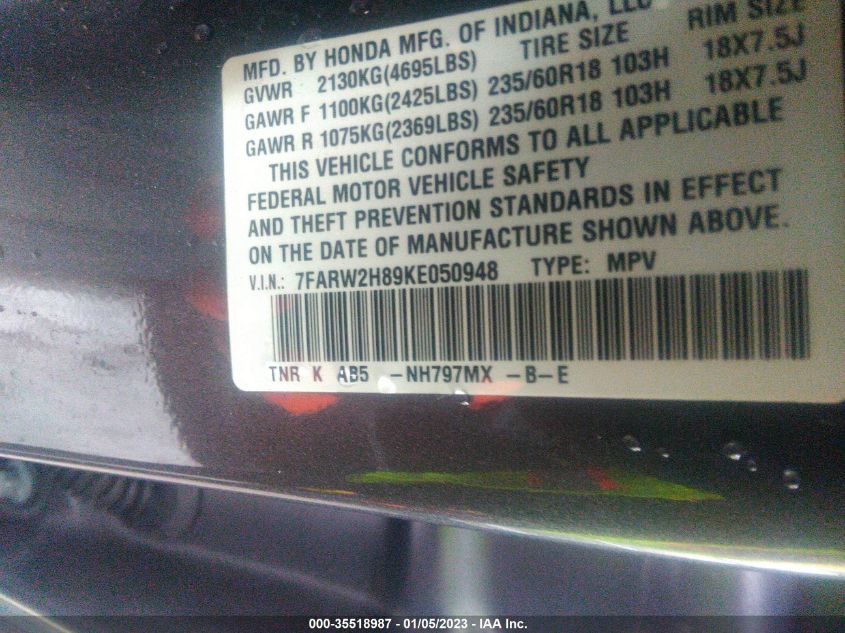 MFD. BY HONDA MFG. OF INDIANA, LLC
TIRE SIZE RIM SIZE
GVWR 2130KG(4695LBS)
GAWR F 1100KG(2425LBS) 235/60R18 103H 18X7.5J
GAWR R 1075KG(2369LBS) 235/60R18 103H 18X7.5J
THIS VEHICLE CONFORMS TO ALL APPLICABLE
FEDERAL MOTOR VEHICLE SAFETY
AND THEFT PREVENTION STANDARDS IN EFFECT
ON THE DATE OF MANUFACTURE SHOWN ABOVE.
V.I.N.: 7FARW2H89KE050948 TYPE: MPV
TNR K AB5 -NH797MX -B-E
000-35518987 - 01/05/2023 - IAA Inc.